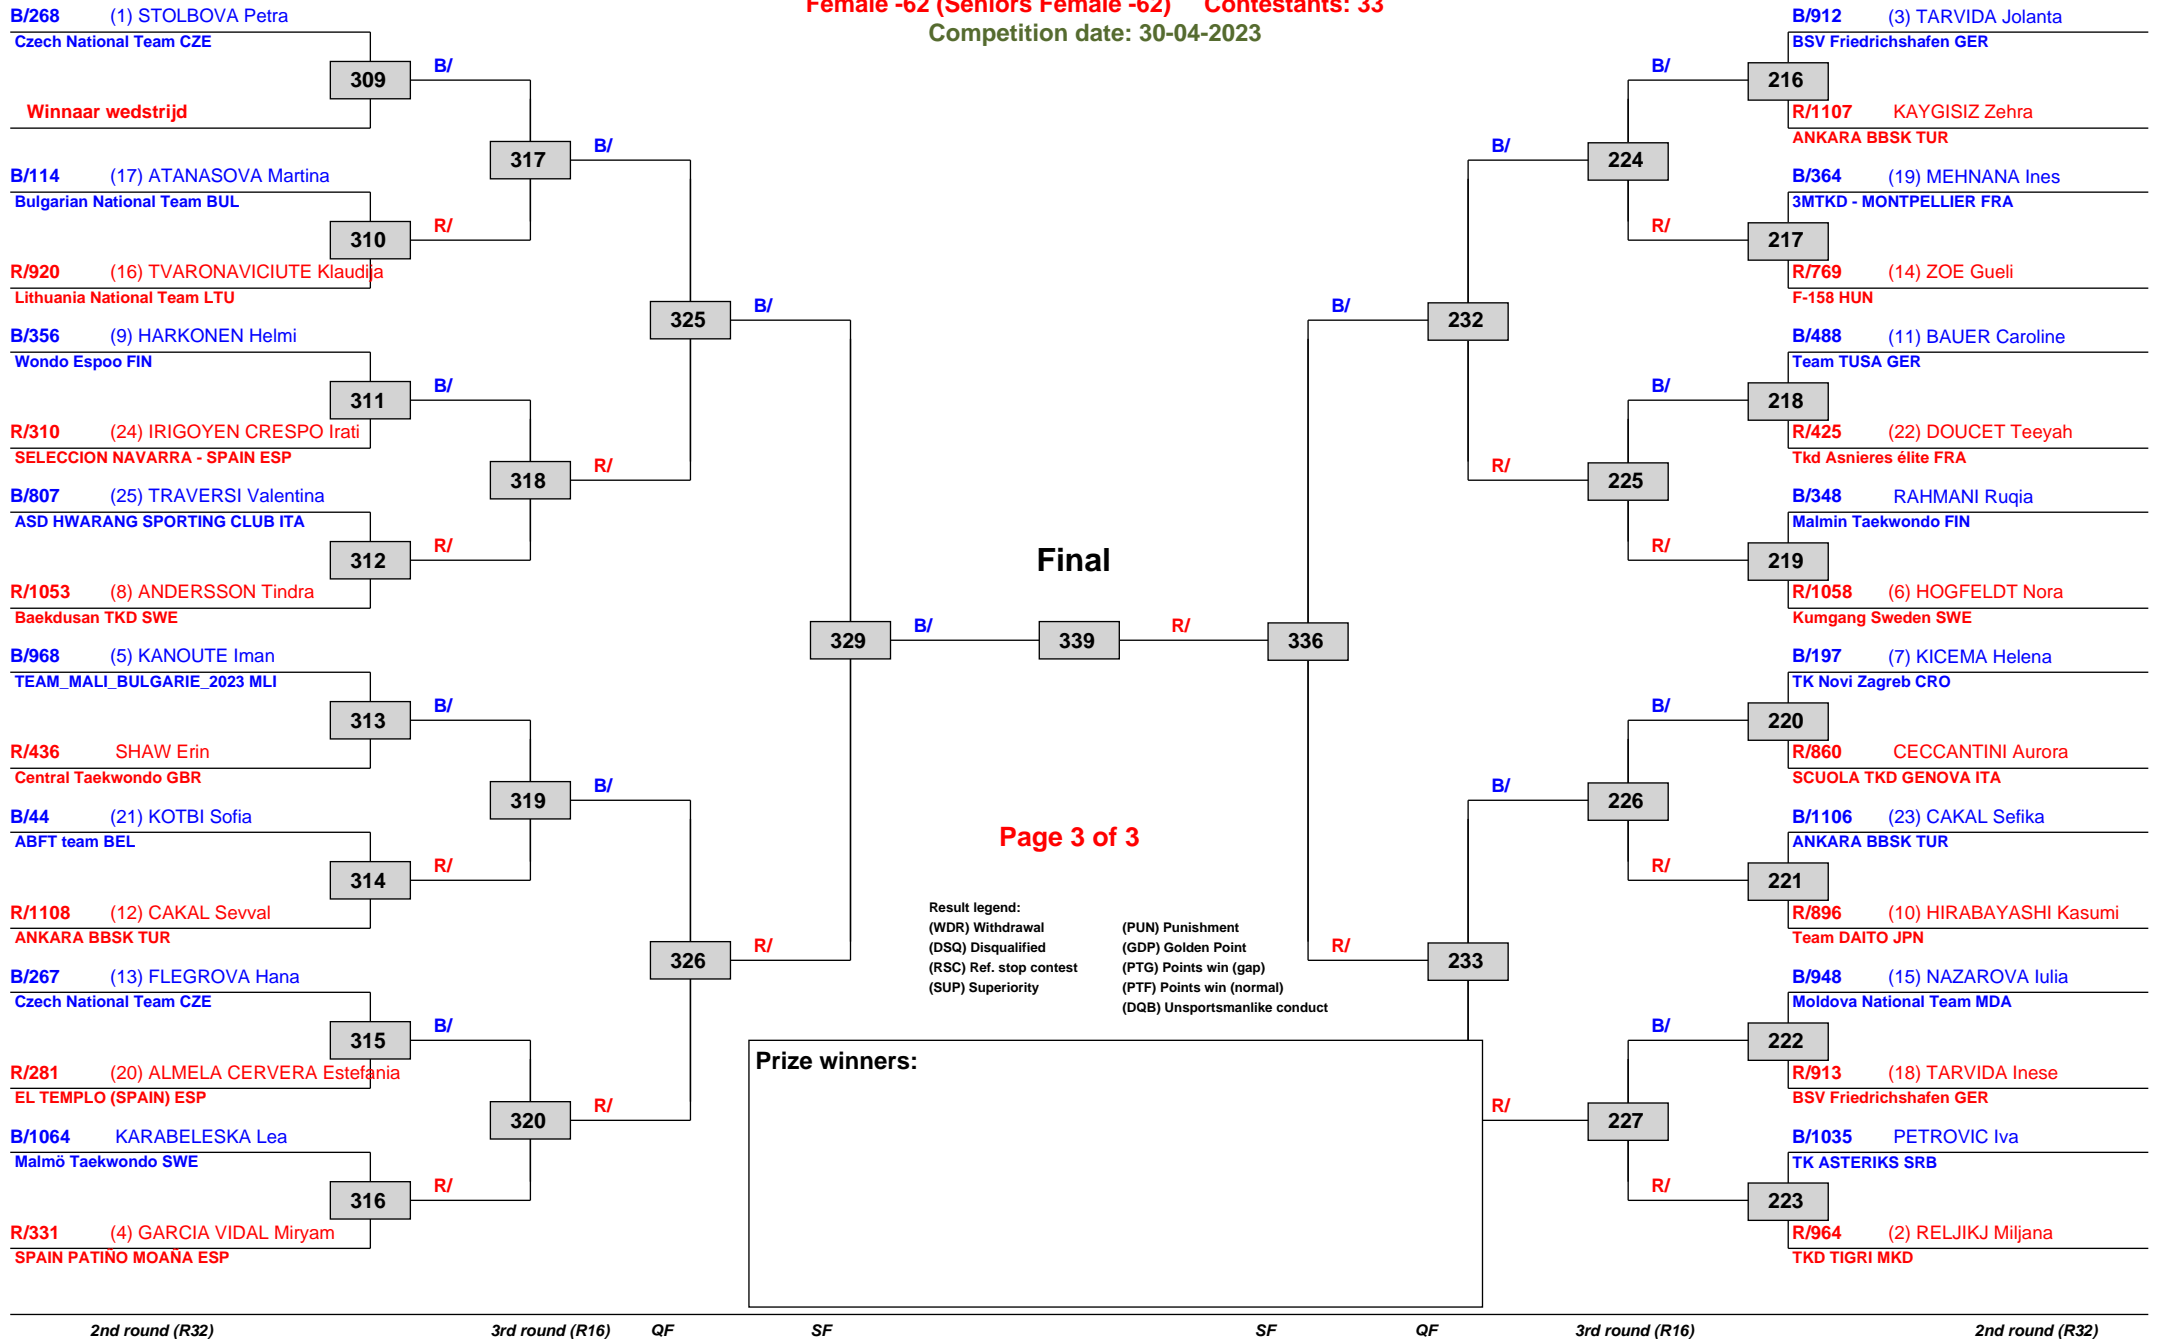 Female -62 (Seniors Female -62) Contestants: 33
Competition date: 30-04-2023
B/268 (1) STOLBOVA Petra
Czech National Team CZE
309
B/
Winnaar wedstrijd
317
B/
B/114 (17) ATANASOVA Martina
Bulgarian National Team BUL
310
R/
R/920 (16) TVARONAVICIUTE Klaudija
Lithuania National Team LTU
325
B/
B/356 (9) HARKONEN Helmi
Wondo Espoo FIN
311
B/
R/310 (24) IRIGOYEN CRESPO Irati
SELECCION NAVARRA - SPAIN ESP
318
R/
B/807 (25) TRAVERSI Valentina
ASD HWARANG SPORTING CLUB ITA
312
R/
R/1053 (8) ANDERSSON Tindra
Baekdusan TKD SWE
329
B/
B/968 (5) KANOUTE Iman
TEAM_MALI_BULGARIE_2023 MLI
313
B/
R/436 SHAW Erin
Central Taekwondo GBR
319
B/
B/44 (21) KOTBI Sofia
ABFT team BEL
314
R/
R/1108 (12) CAKAL Sevval
ANKARA BBSK TUR
326
R/
B/267 (13) FLEGROVA Hana
Czech National Team CZE
315
B/
R/281 (20) ALMELA CERVERA Estefania
EL TEMPLO (SPAIN) ESP
320
R/
B/1064 KARABELESKA Lea
Malmö Taekwondo SWE
316
R/
R/331 (4) GARCIA VIDAL Miryam
SPAIN PATIÑO MOAÑA ESP
Final
339
R/
336
Page 3 of 3
Result legend:
(WDR) Withdrawal (PUN) Punishment
(DSQ) Disqualified (GDP) Golden Point
(RSC) Ref. stop contest (PTG) Points win (gap)
(SUP) Superiority (PTF) Points win (normal)
(DQB) Unsportsmanlike conduct
Prize winners:
B/912 (3) TARVIDA Jolanta
BSV Friedrichshafen GER
B/
216
R/1107 KAYGISIZ Zehra
ANKARA BBSK TUR
B/
224
B/364 (19) MEHNANA Ines
3MTKD - MONTPELLIER FRA
R/
217
R/769 (14) ZOE Gueli
F-158 HUN
B/
232
B/488 (11) BAUER Caroline
Team TUSA GER
B/
218
R/425 (22) DOUCET Teeyah
Tkd Asnieres élite FRA
R/
225
B/348 RAHMANI Ruqia
Malmin Taekwondo FIN
R/
219
R/1058 (6) HOGFELDT Nora
Kumgang Sweden SWE
B/197 (7) KICEMA Helena
TK Novi Zagreb CRO
B/
220
R/860 CECCANTINI Aurora
SCUOLA TKD GENOVA ITA
B/
226
B/1106 (23) CAKAL Sefika
ANKARA BBSK TUR
R/
221
R/896 (10) HIRABAYASHI Kasumi
Team DAITO JPN
R/
233
B/948 (15) NAZAROVA Iulia
Moldova National Team MDA
B/
222
R/913 (18) TARVIDA Inese
BSV Friedrichshafen GER
R/
227
B/1035 PETROVIC Iva
TK ASTERIKS SRB
R/
223
R/964 (2) RELJIKJ Miljana
TKD TIGRI MKD
2nd round (R32) 3rd round (R16) QF SF SF QF 3rd round (R16) 2nd round (R32)